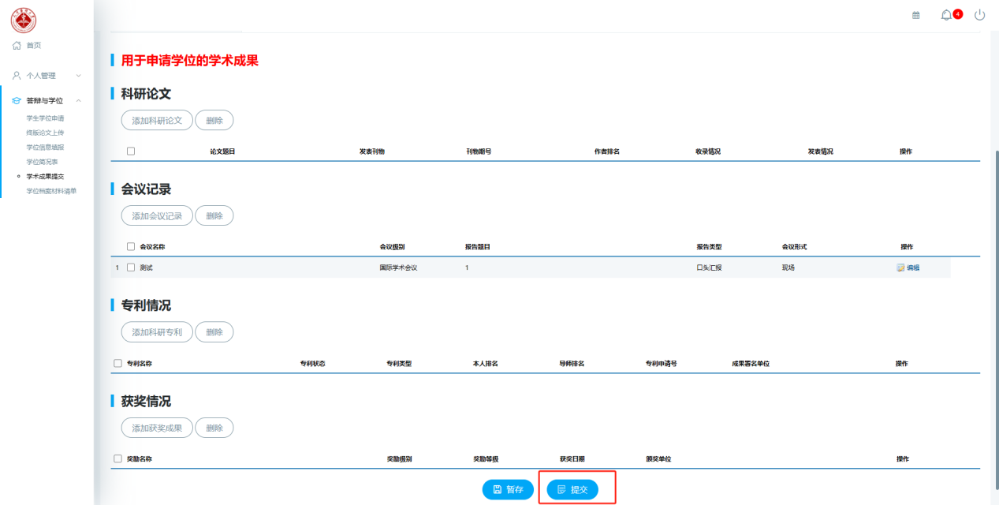 4
首页
个人管理
答辩与学位
学生学位申请
终版论文上传
学位信息填报
学位简况表
学术成果提交
学位档案材料清单
用于申请学位的学术成果
科研论文
添加科研论文 删除
论文题目 发表刊物 刊物期号 作者排名 收录情况 发表情况 操作
会议记录
添加会议记录 删除
会议名称 会议级别 报告题目 报告类型 会议形式 操作
1 测试 国际学术会议 1 口头汇报 现场 编辑
专利情况
添加科研专利 删除
专利名称 专利状态 专利类型 本人排名 导师排名 专利申请号 成果署名单位 操作
获奖情况
添加获奖成果 删除
奖励名称 奖励级别 奖励等级 获奖日期 颁奖单位 操作
暂存 提交